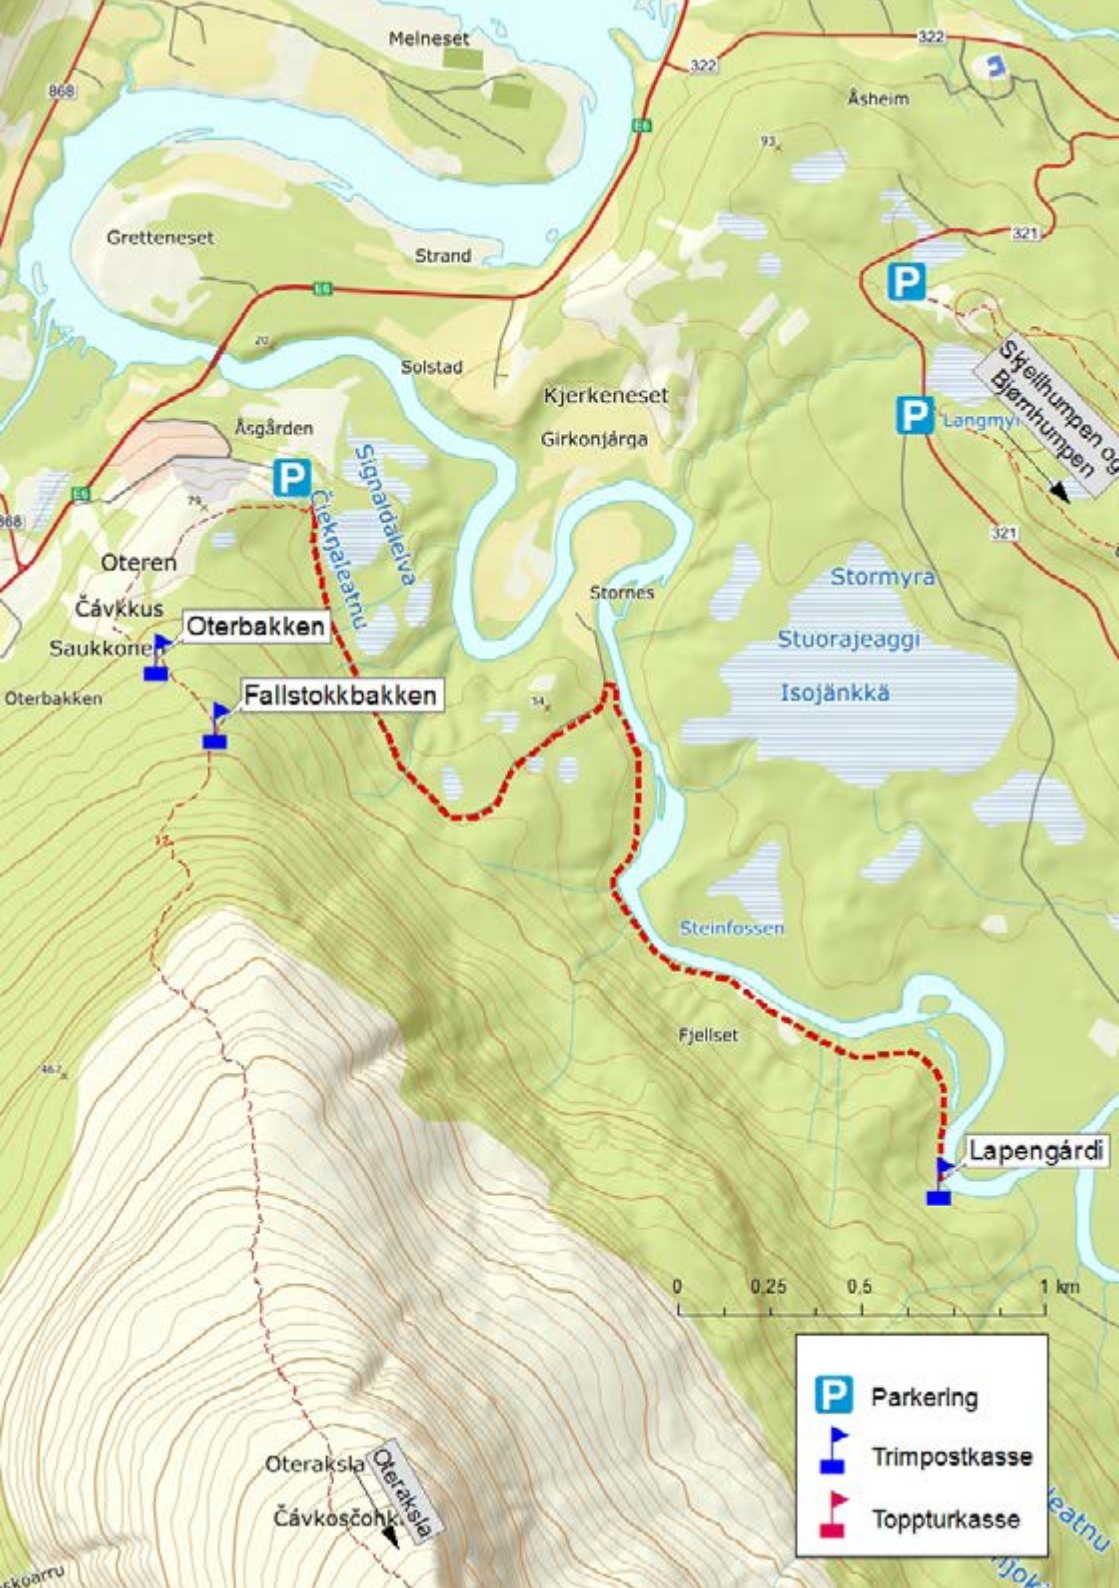 Melneset
322
322
868
Åsheim
E6
93
Gretteneset
321
Strand
P
E6
20
Skjellhumpen og
Bjørnhumpen
Solstad
Kjerkeneset
P
Langmyr
Åsgården
Girkonjárga
P
Signaldalelva
Čiekŋaleatnu
E6
79
868
321
Oteren
Stormyra
Stornes
Čávkkus
Oterbakken
Stuorajeaggi
Saukkonen
Isojänkkä
Oterbakken
Fallstokkbakken
54
Steinfossen
Fjellset
467
Lapengárdi
0 0,25 0,5 1 km
P Parkering
Trimpostkasse
Toppturkasse
Oteraksla
Oteraksla
eatnu